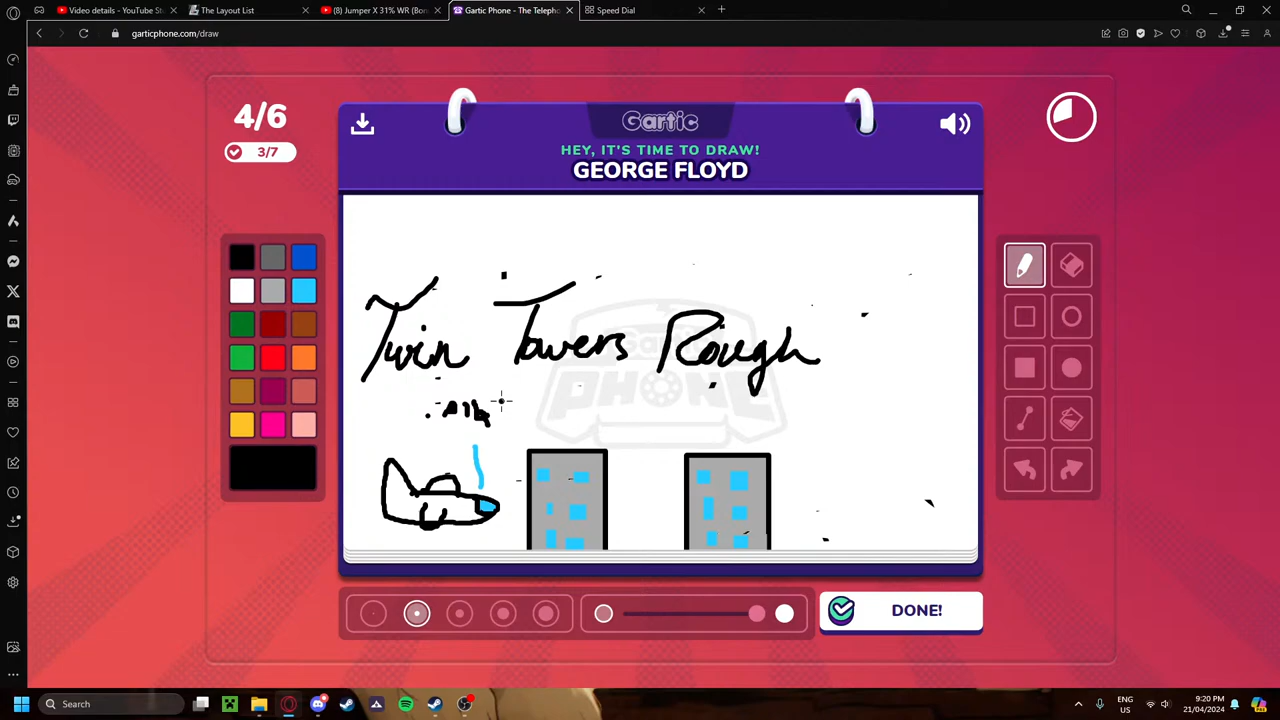 Video details - YouTube St
The Layout List
(8) Jumper X 31% WR (Bon
Gartic Phone - The Teleph
Speed Dial
garticphone.com/draw
4/6
3/7
Gartic
HEY, IT'S TIME TO DRAW!
GEORGE FLOYD
Twin Towers Rough
DONE!
Search
ENG
US
9:20 PM
21/04/2024